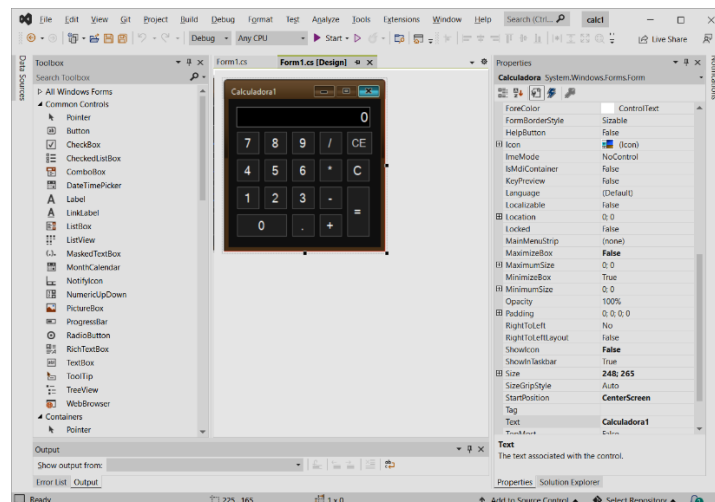 File Edit View Git Project Build Debug Format Test Analyze Tools Extensions Window Help Search (Ctrl... calc1
Debug Any CPU Start Live Share
Data Sources
Toolbox
Search Toolbox
All Windows Forms
Common Controls
Pointer
Button
CheckBox
CheckedListBox
ComboBox
DateTimePicker
Label
LinkLabel
ListBox
ListView
MaskedTextBox
MonthCalendar
NotifyIcon
NumericUpDown
PictureBox
ProgressBar
RadioButton
RichTextBox
TextBox
ToolTip
TreeView
WebBrowser
Containers
Pointer
Form1.cs Form1.cs [Design]
Calculadora1
0
7 8 9 / CE
4 5 6 * C
1 2 3 -
=
0 . +
Properties
Calculadora System.Windows.Forms.Form
ForeColor ControlText
FormBorderStyle Sizable
HelpButton False
Icon (Icon)
ImeMode NoControl
IsMdiContainer False
KeyPreview False
Language (Default)
Localizable False
Location 0; 0
Locked False
MainMenuStrip (none)
MaximizeBox False
MaximumSize 0; 0
MinimizeBox True
MinimumSize 0; 0
Opacity 100%
Padding 0; 0; 0; 0
RightToLeft No
RightToLeftLayout False
ShowIcon False
ShowInTaskbar True
Size 248; 265
SizeGripStyle Auto
StartPosition CenterScreen
Tag
Text Calculadora1
TopMost False
Text
The text associated with the control.
Properties Solution Explorer
Notifications
Output
Show output from:
Error List Output
Ready 225, 165 1 x 0 Add to Source Control Select Repository